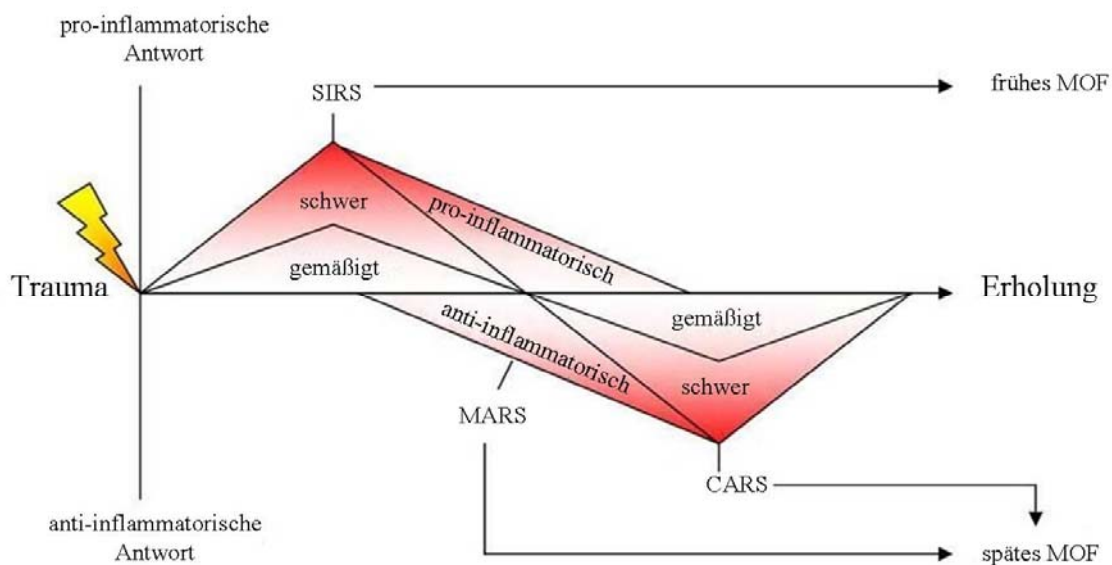 pro-inflammatorische
Antwort
SIRS
frühes MOF
schwer
pro-inflammatorisch
gemäßigt
Trauma
Erholung
anti-inflammatorisch
gemäßigt
schwer
MARS
CARS
anti-inflammatorische
Antwort
spätes MOF